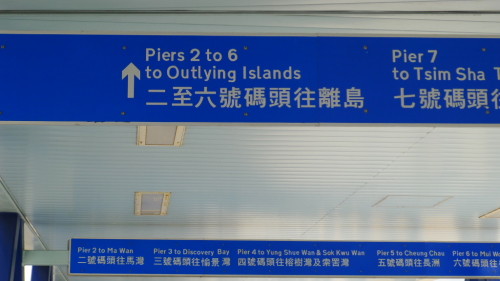 Piers 2 to 6
to Outlying Islands
二至六號碼頭往離島
Pier 7
to Tsim Sha T
七號碼頭往
Pier 2 to Ma Wan
二號碼頭往馬灣
Pier 3 to Discovery Bay
三號碼頭往愉景灣
Pier 4 to Yung Shue Wan & Sok Kwu Wan
四號碼頭往榕樹灣及索罟灣
Pier 5 to Cheung Chau
五號碼頭往長洲
Pier 6 to Mui W
六號碼頭往